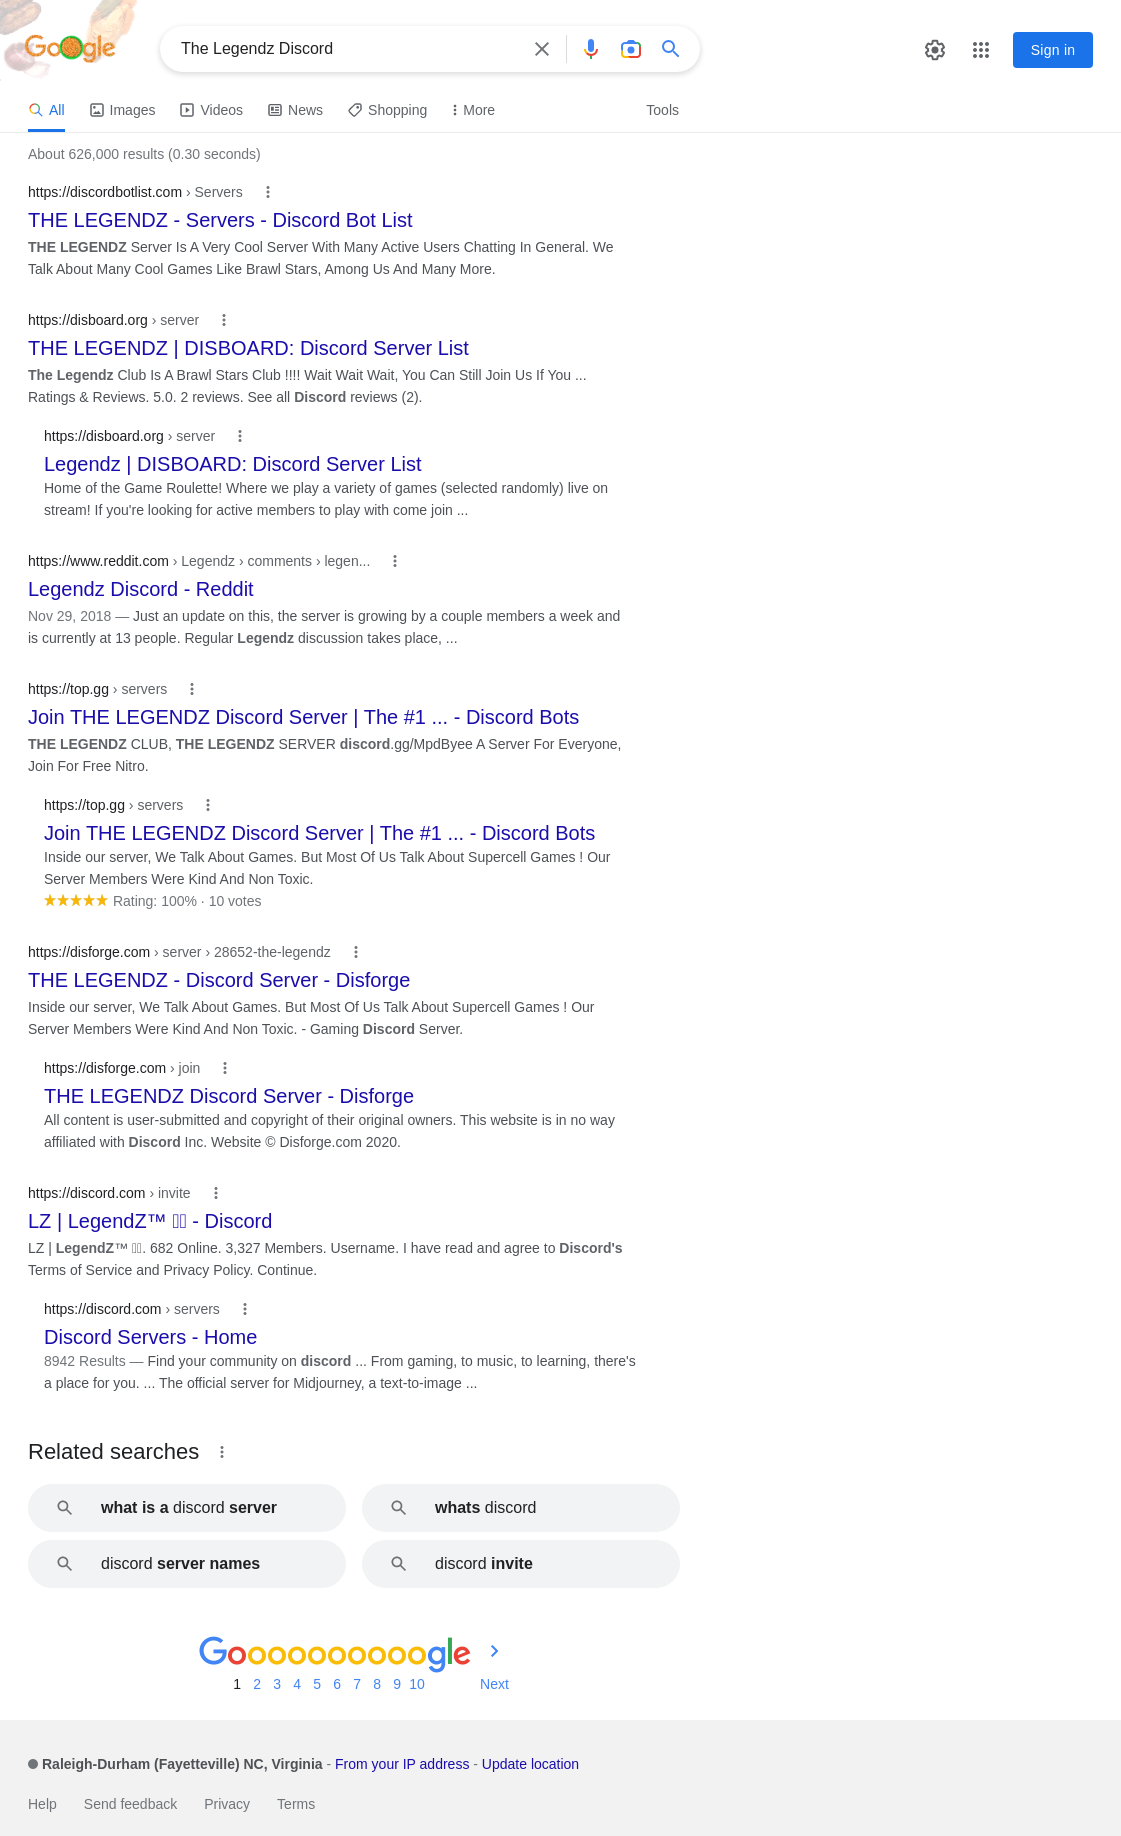 Google
The Legendz Discord
Sign in
All Images Videos News Shopping More Tools
About 626,000 results (0.30 seconds)
https://discordbotlist.com › Servers
THE LEGENDZ - Servers - Discord Bot List
THE LEGENDZ Server Is A Very Cool Server With Many Active Users Chatting In General. We
Talk About Many Cool Games Like Brawl Stars, Among Us And Many More.
https://disboard.org › server
THE LEGENDZ | DISBOARD: Discord Server List
The Legendz Club Is A Brawl Stars Club !!!! Wait Wait Wait, You Can Still Join Us If You ...
Ratings & Reviews. 5.0. 2 reviews. See all Discord reviews (2).
https://disboard.org › server
Legendz | DISBOARD: Discord Server List
Home of the Game Roulette! Where we play a variety of games (selected randomly) live on
stream! If you're looking for active members to play with come join ...
https://www.reddit.com › Legendz › comments › legen...
Legendz Discord - Reddit
Nov 29, 2018 — Just an update on this, the server is growing by a couple members a week and
is currently at 13 people. Regular Legendz discussion takes place, ...
https://top.gg › servers
Join THE LEGENDZ Discord Server | The #1 ... - Discord Bots
THE LEGENDZ CLUB, THE LEGENDZ SERVER discord.gg/MpdByee A Server For Everyone,
Join For Free Nitro.
https://top.gg › servers
Join THE LEGENDZ Discord Server | The #1 ... - Discord Bots
Inside our server, We Talk About Games. But Most Of Us Talk About Supercell Games ! Our
Server Members Were Kind And Non Toxic.
Rating: 100% · 10 votes
https://disforge.com › server › 28652-the-legendz
THE LEGENDZ - Discord Server - Disforge
Inside our server, We Talk About Games. But Most Of Us Talk About Supercell Games ! Our
Server Members Were Kind And Non Toxic. - Gaming Discord Server.
https://disforge.com › join
THE LEGENDZ Discord Server - Disforge
All content is user-submitted and copyright of their original owners. This website is in no way
affiliated with Discord Inc. Website © Disforge.com 2020.
https://discord.com › invite
LZ | LegendZ™ - Discord
LZ | LegendZ™ . 682 Online. 3,327 Members. Username. I have read and agree to Discord's
Terms of Service and Privacy Policy. Continue.
https://discord.com › servers
Discord Servers - Home
8942 Results — Find your community on discord ... From gaming, to music, to learning, there's
a place for you. ... The official server for Midjourney, a text-to-image ...
Related searches
what is a discord server
whats discord
discord server names
discord invite
Gooooooooooogle
1 2 3 4 5 6 7 8 9 10 Next
Raleigh-Durham (Fayetteville) NC, Virginia - From your IP address - Update location
Help Send feedback Privacy Terms